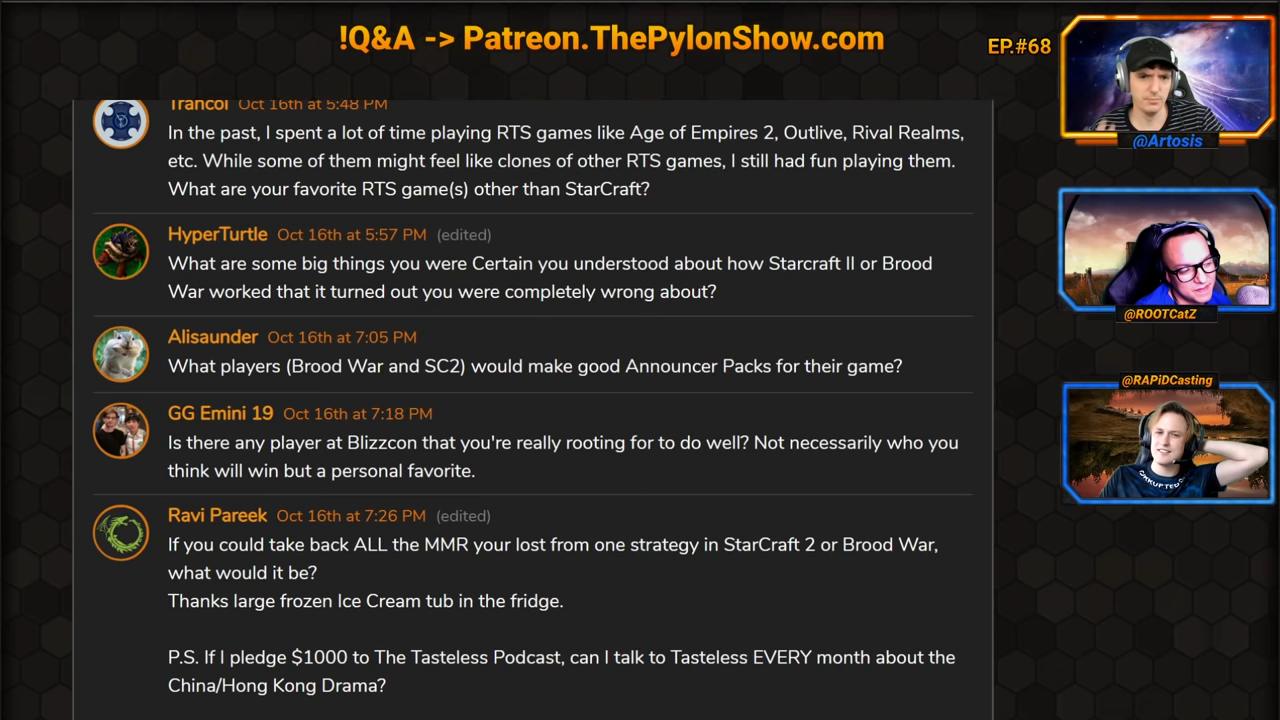 !Q&A -> Patreon.ThePylonShow.com
EP.#68
Trancol Oct 16th at 5:48 PM
In the past, I spent a lot of time playing RTS games like Age of Empires 2, Outlive, Rival Realms,
etc. While some of them might feel like clones of other RTS games, I still had fun playing them.
What are your favorite RTS game(s) other than StarCraft?
HyperTurtle Oct 16th at 5:57 PM (edited)
What are some big things you were Certain you understood about how Starcraft II or Brood
War worked that it turned out you were completely wrong about?
Alisaunder Oct 16th at 7:05 PM
What players (Brood War and SC2) would make good Announcer Packs for their game?
GG Emini 19 Oct 16th at 7:18 PM
Is there any player at Blizzcon that you're really rooting for to do well? Not necessarily who you
think will win but a personal favorite.
Ravi Pareek Oct 16th at 7:26 PM (edited)
If you could take back ALL the MMR your lost from one strategy in StarCraft 2 or Brood War,
what would it be?
Thanks large frozen Ice Cream tub in the fridge.
P.S. If I pledge $1000 to The Tasteless Podcast, can I talk to Tasteless EVERY month about the
China/Hong Kong Drama?
@Artosis
@ROOTCatZ
@RAPiDCasting